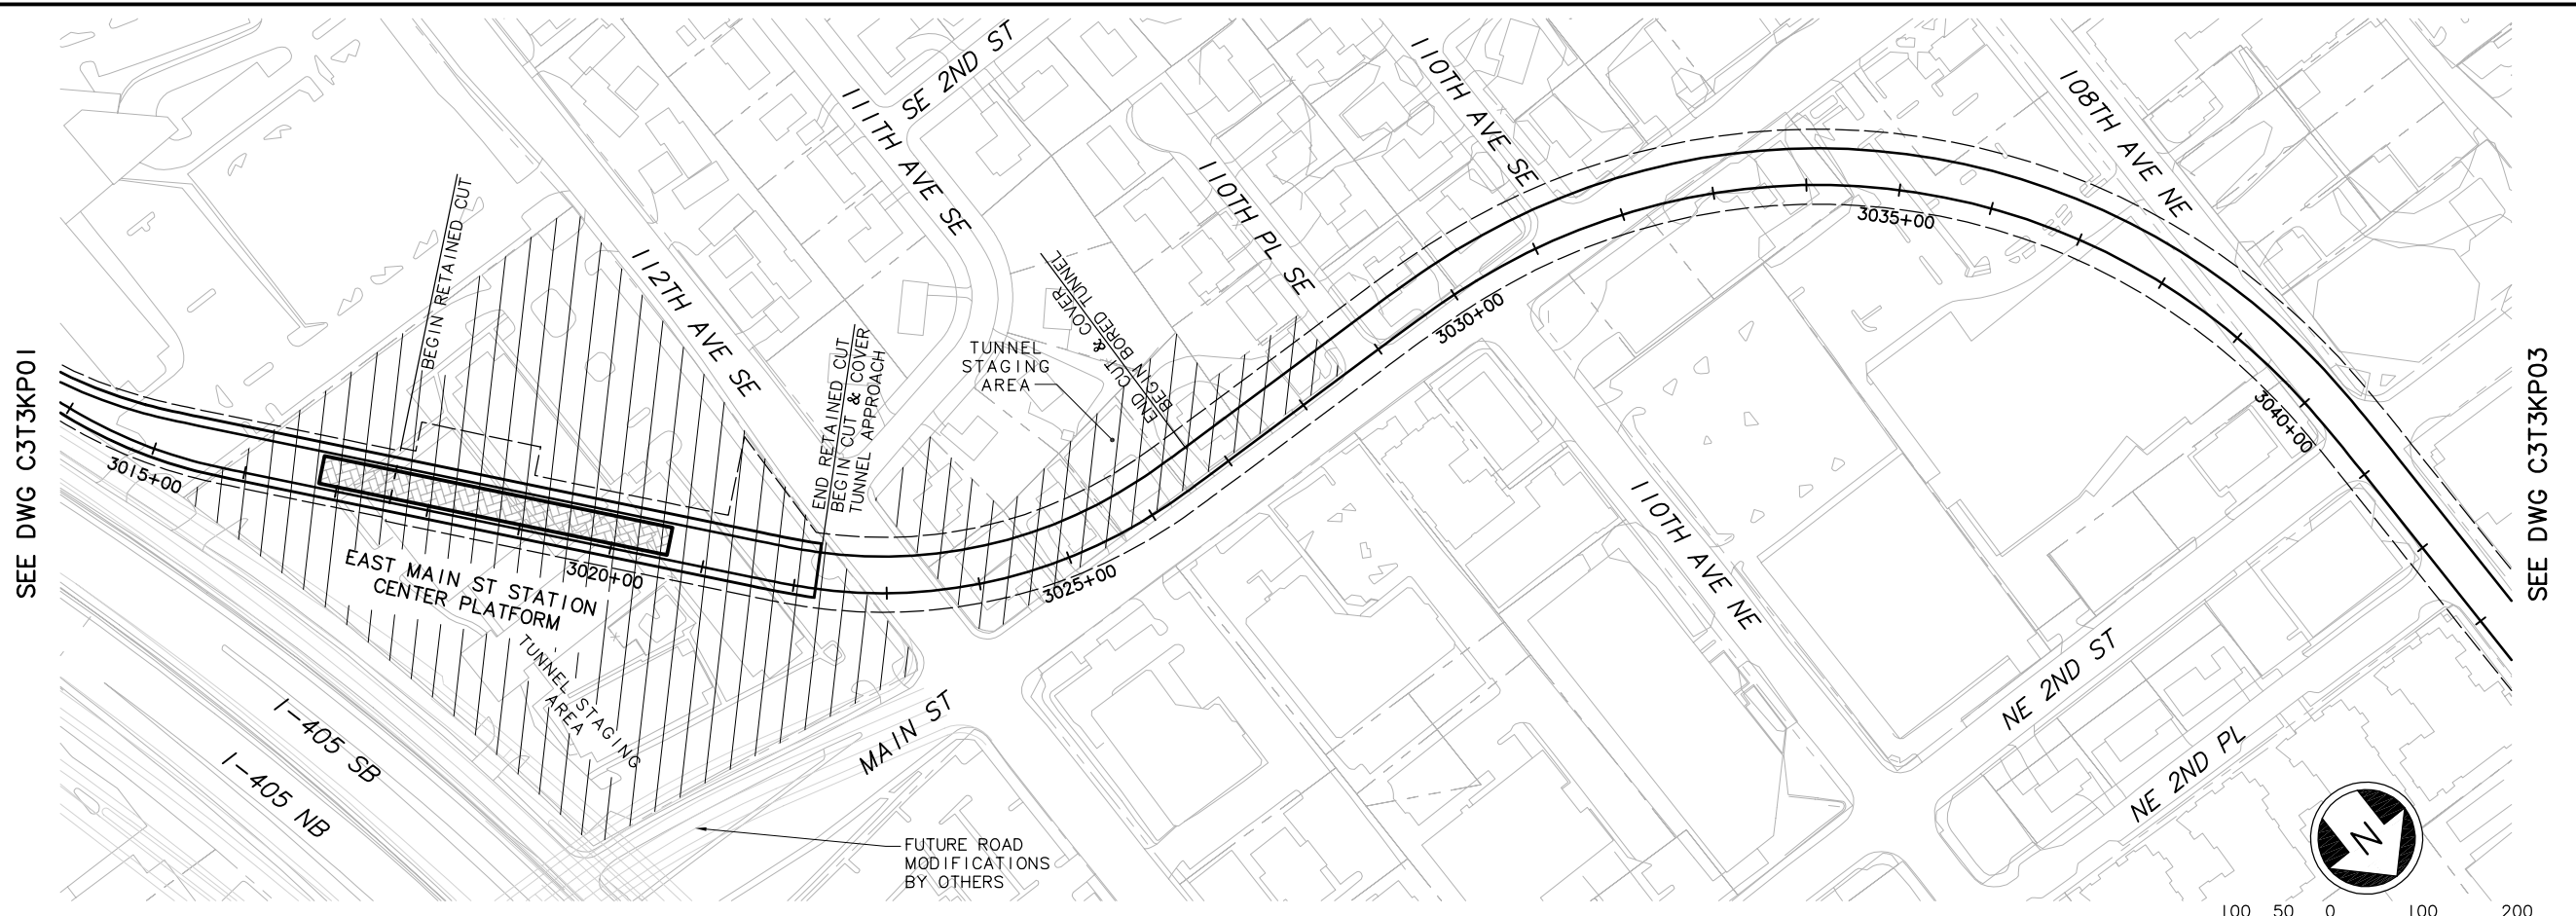 SEE DWG C3T3KP01
BEGIN RETAINED CUT
112TH AVE SE
111TH AVE SE
SE 2ND ST
110TH PL SE
110TH AVE SE
108TH AVE NE
END RETAINED CUT
BEGIN CUT & COVER
TUNNEL APPROACH
TUNNEL
STAGING
AREA
END CUT & COVER
BEGIN BORED TUNNEL
3015+00
3020+00
3025+00
3030+00
3035+00
3040+00
EAST MAIN ST STATION
CENTER PLATFORM
TUNNEL STAGING
AREA
I-405 SB
I-405 NB
MAIN ST
FUTURE ROAD
MODIFICATIONS
BY OTHERS
110TH AVE NE
NE 2ND ST
NE 2ND PL
N
100 50 0 100 200
SEE DWG C3T3KP03